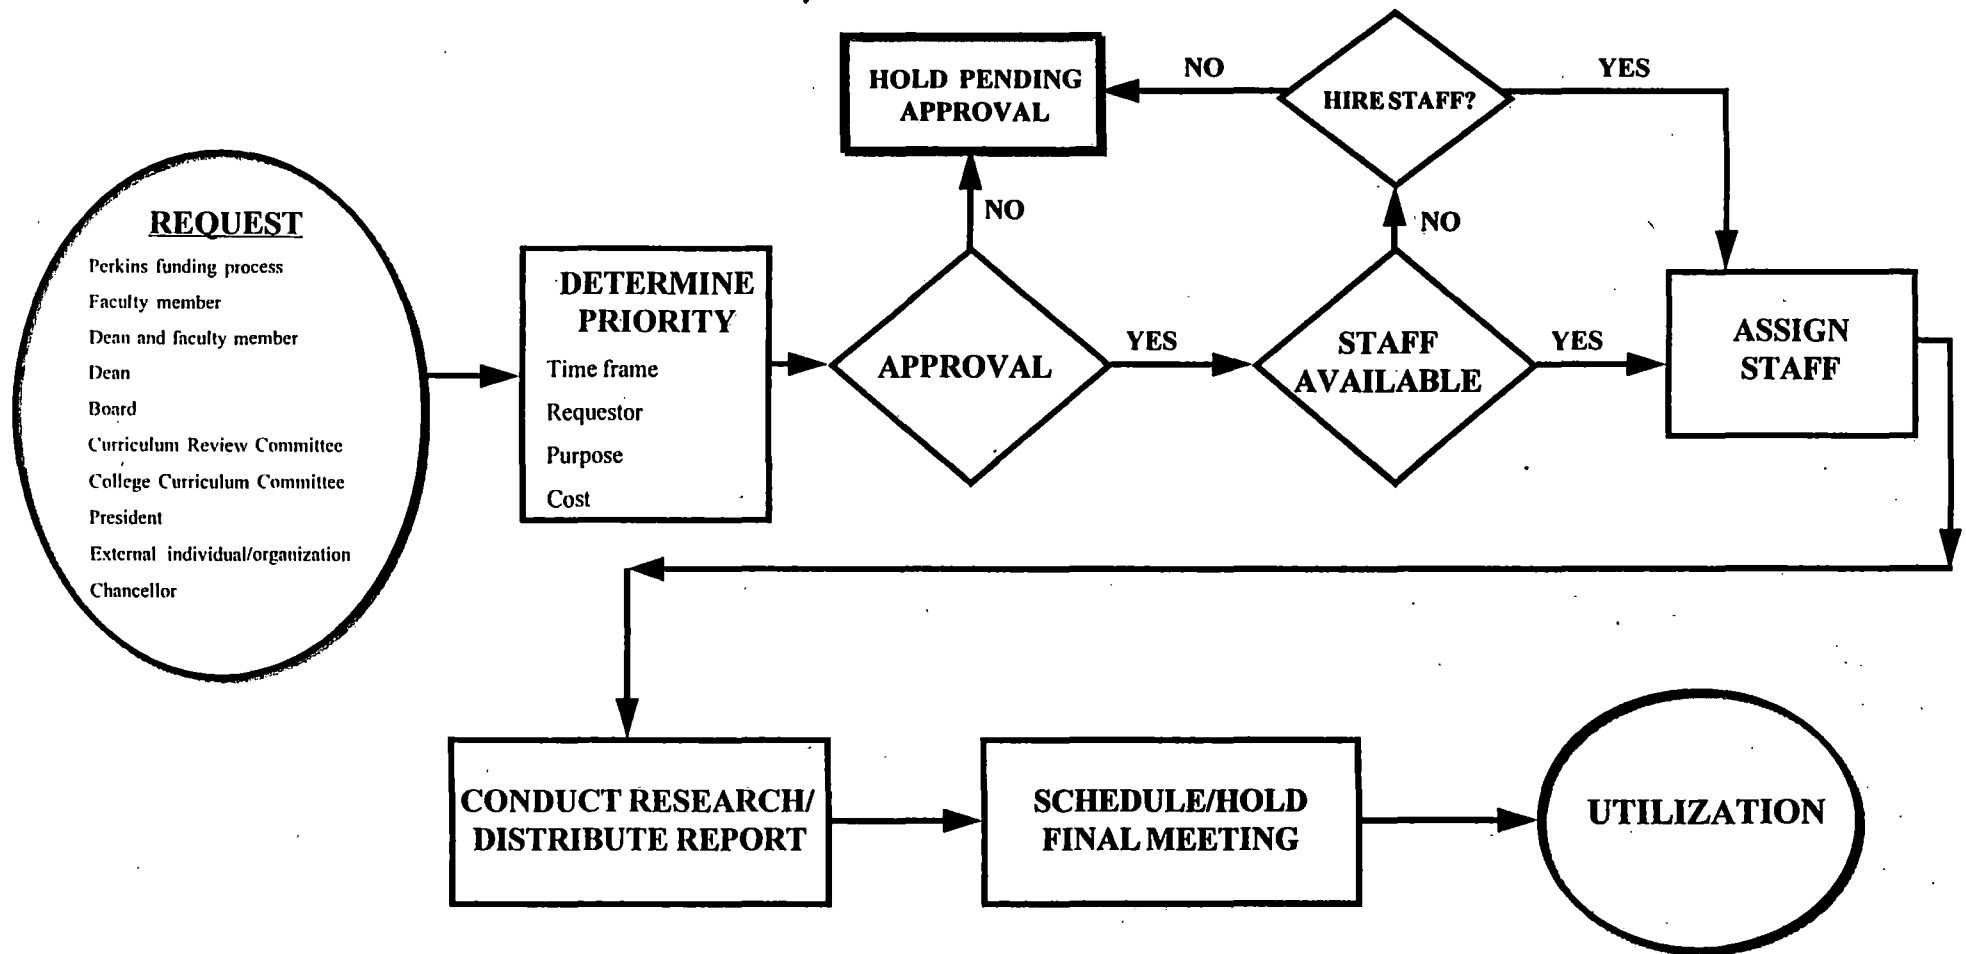 REQUEST
Perkins funding process
Faculty member
Dean and faculty member
Dean
Board
Curriculum Review Committee
College Curriculum Committee
President
External individual/organization
Chancellor
DETERMINE
PRIORITY
Time frame
Requestor
Purpose
Cost
APPROVAL
NO
HOLD PENDING
APPROVAL
YES
STAFF
AVAILABLE
NO
HIRE STAFF?
NO
YES
YES
ASSIGN
STAFF
CONDUCT RESEARCH/
DISTRIBUTE REPORT
SCHEDULE/HOLD
FINAL MEETING
UTILIZATION